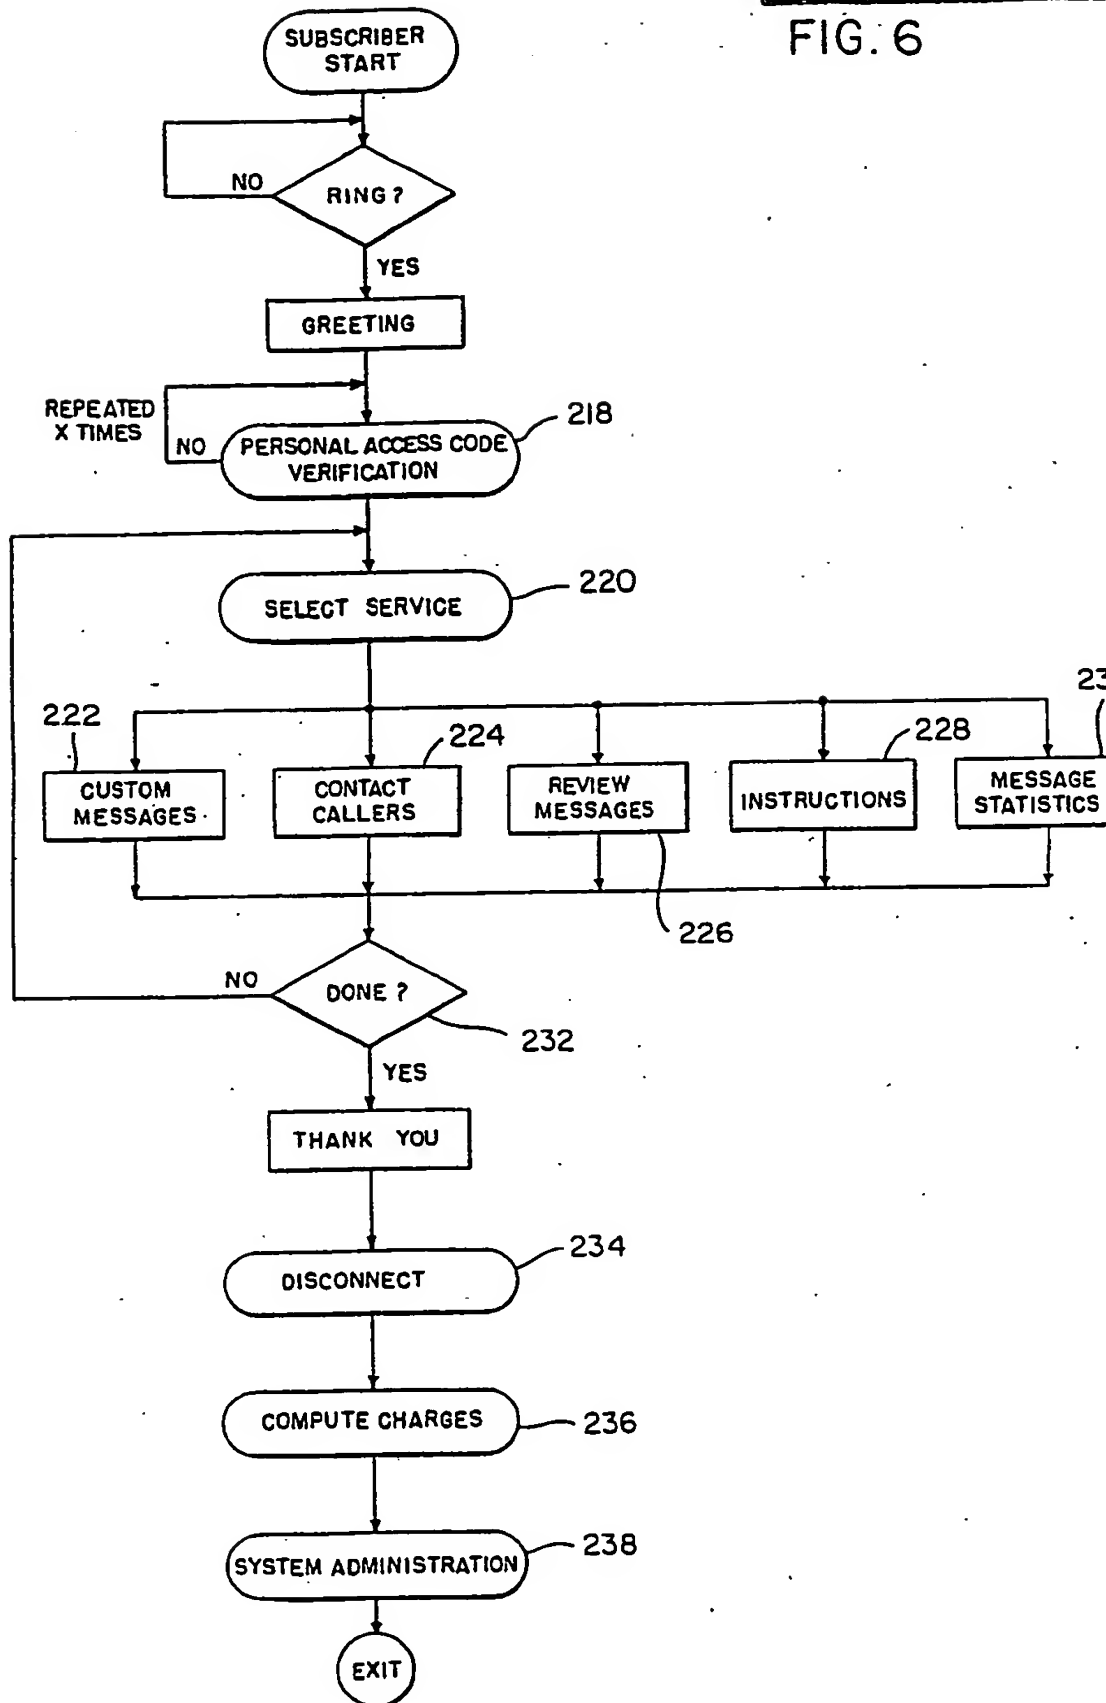 FIG. 6
SUBSCRIBER
START
RING?
NO
YES
GREETING
REPEATED
X TIMES
NO
PERSONAL ACCESS CODE
VERIFICATION
218
SELECT SERVICE
220
222
CUSTOM
MESSAGES
224
CONTACT
CALLERS
REVIEW
MESSAGES
226
228
INSTRUCTIONS
MESSAGE
STATISTICS
DONE ?
NO
232
YES
THANK YOU
DISCONNECT
234
COMPUTE CHARGES
236
SYSTEM ADMINISTRATION
238
EXIT